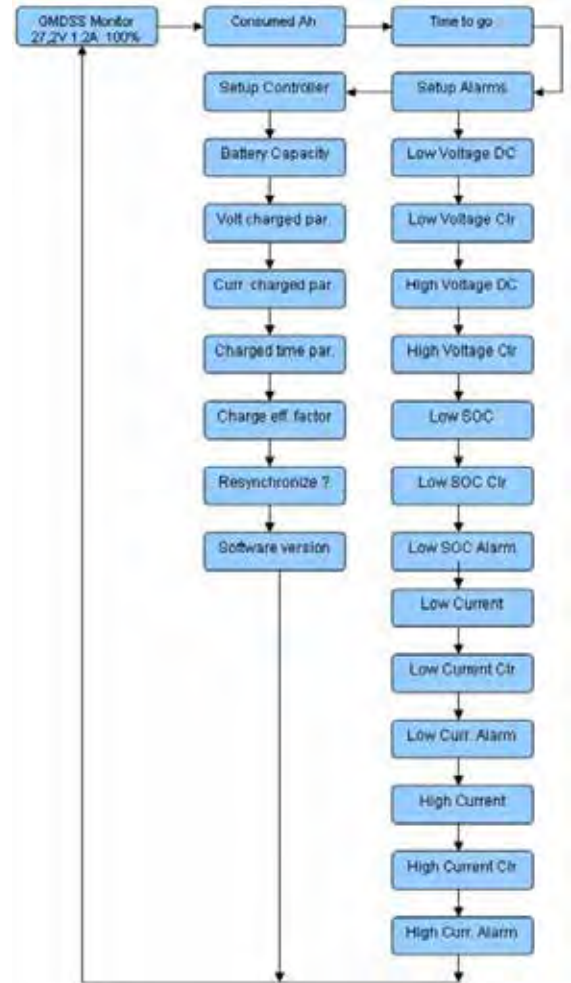 GMDSS Monitor
27,2V 1.2A 100%
Consumed Ah
Time to go
Setup Controller
Setup Alarms
Battery Capacity
Low Voltage DC
Volt charged par.
Low Voltage Clr
Curr. charged par.
High Voltage DC
Charged time par.
High Voltage Clr
Charge eff. factor
Low SOC
Resynchronize ?
Low SOC Clr
Software version
Low SOC Alarm
Low Current
Low Current Clr
Low Curr. Alarm
High Current
High Current Clr
High Curr. Alarm